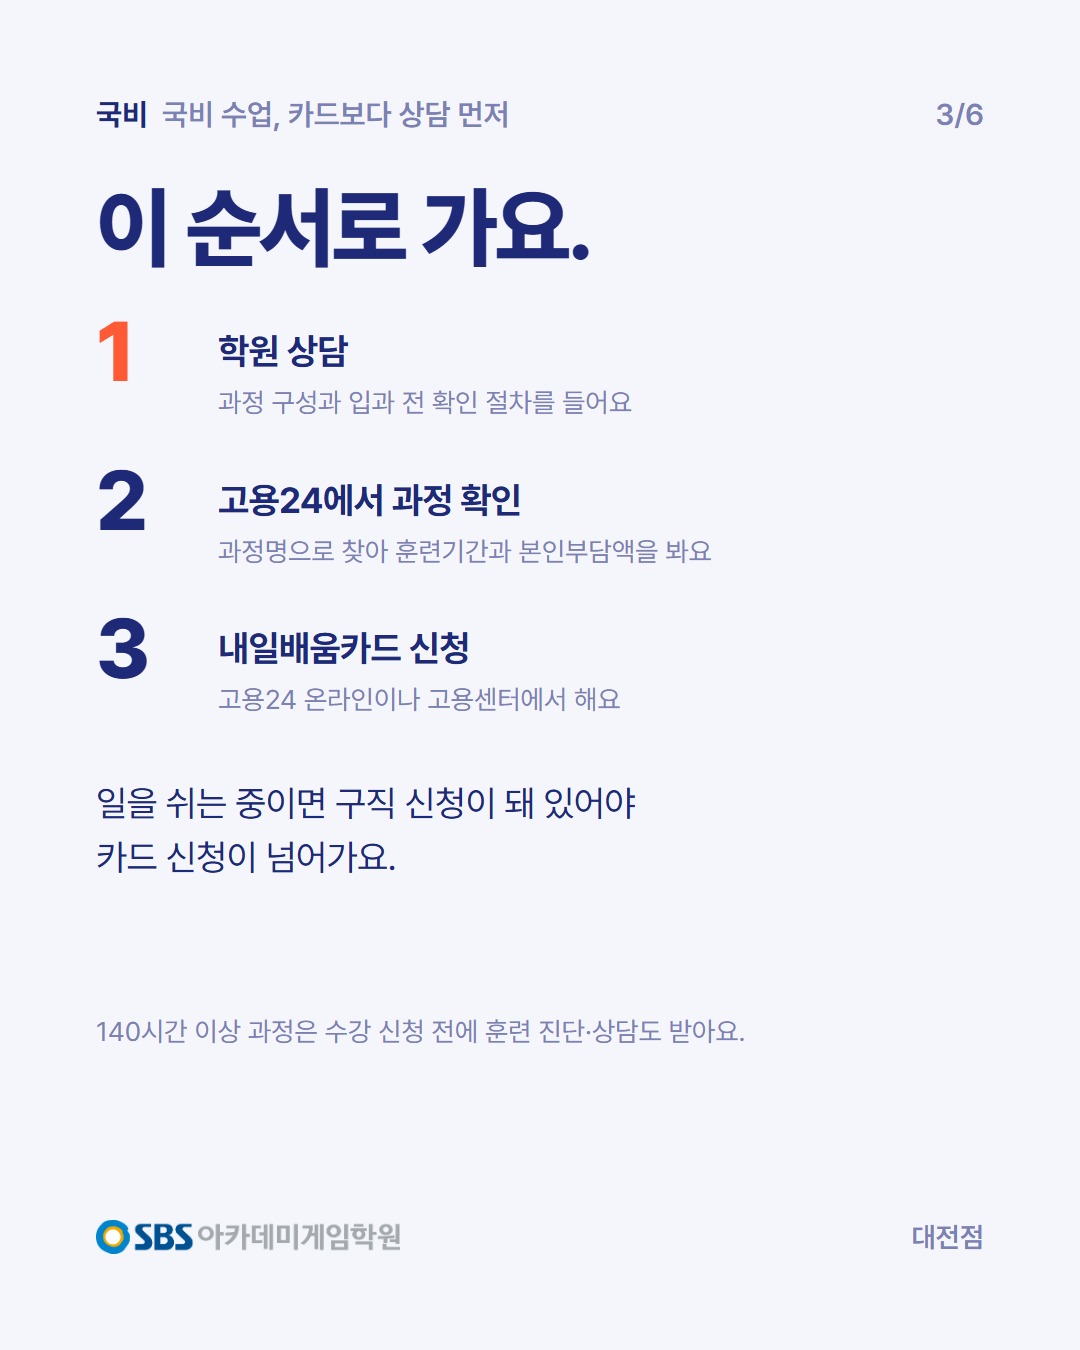 국비 국비 수업, 카드보다 상담 먼저
3/6
이 순서로 가요.
1
학원 상담
과정 구성과 입과 전 확인 절차를 들어요
2
고용24에서 과정 확인
과정명으로 찾아 훈련기간과 본인부담액을 봐요
3
내일배움카드 신청
고용24 온라인이나 고용센터에서 해요
일을 쉬는 중이면 구직 신청이 돼 있어야
카드 신청이 넘어가요.
140시간 이상 과정은 수강 신청 전에 훈련 진단·상담도 받아요.
SBS 아카데미게임학원
대전점